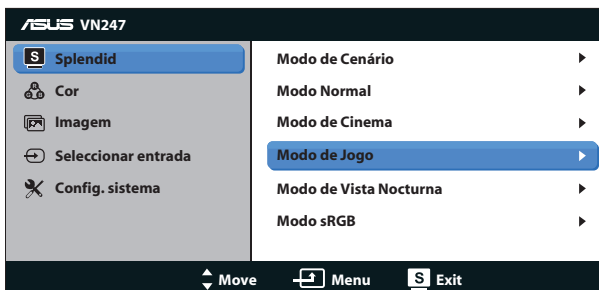 ASUS VN247
S Splendid
Cor
Imagem
Seleccionar entrada
Config. sistema
Modo de Cenário
Modo Normal
Modo de Cinema
Modo de Jogo
Modo de Vista Nocturna
Modo sRGB
Move Menu S Exit